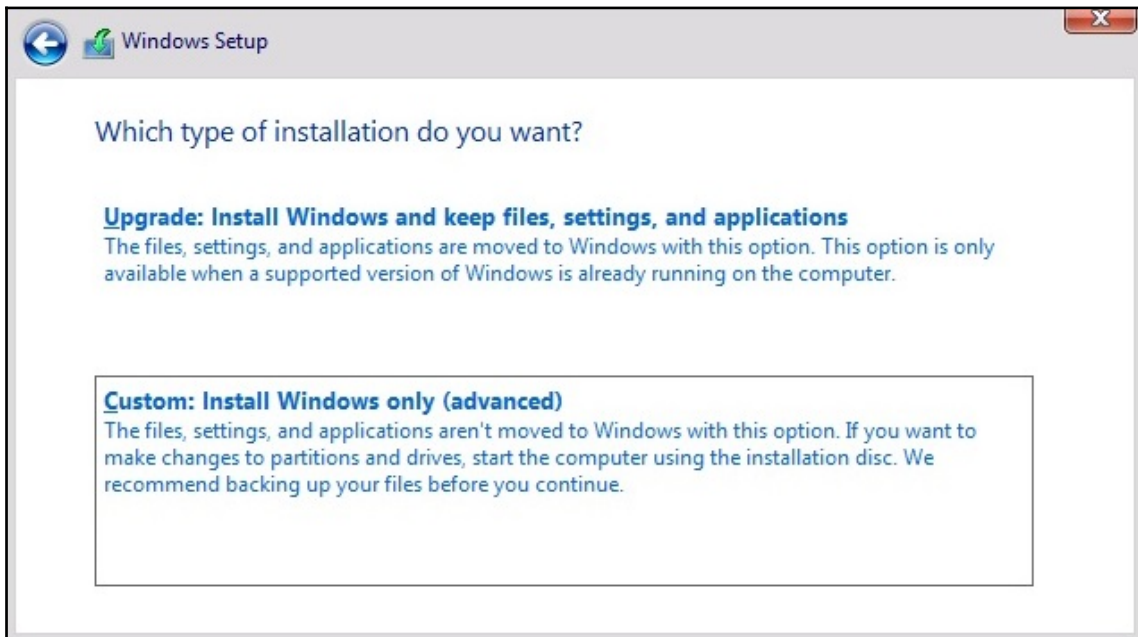 Windows Setup
Which type of installation do you want?
Upgrade: Install Windows and keep files, settings, and applications
The files, settings, and applications are moved to Windows with this option. This option is only
available when a supported version of Windows is already running on the computer.
Custom: Install Windows only (advanced)
The files, settings, and applications aren't moved to Windows with this option. If you want to
make changes to partitions and drives, start the computer using the installation disc. We
recommend backing up your files before you continue.